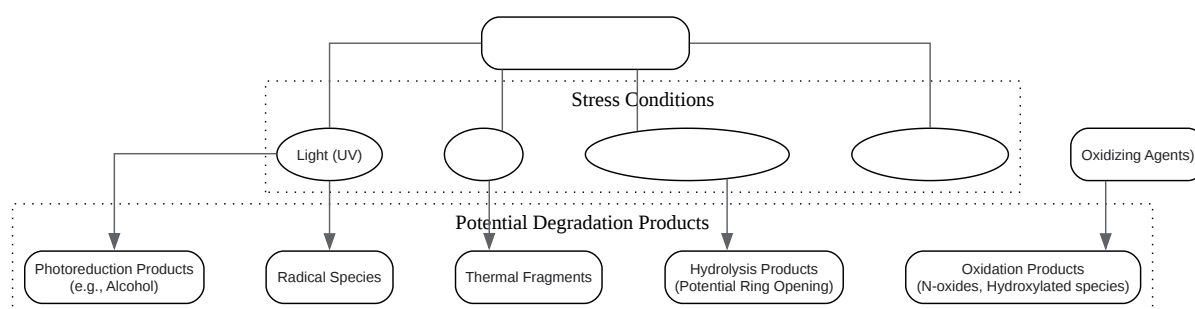 Stress Conditions
Light (UV)
Oxidizing Agents)
Potential Degradation Products
Photoreduction Products
(e.g., Alcohol)
Radical Species
Thermal Fragments
Hydrolysis Products
(Potential Ring Opening)
Oxidation Products
(N-oxides, Hydroxylated species)